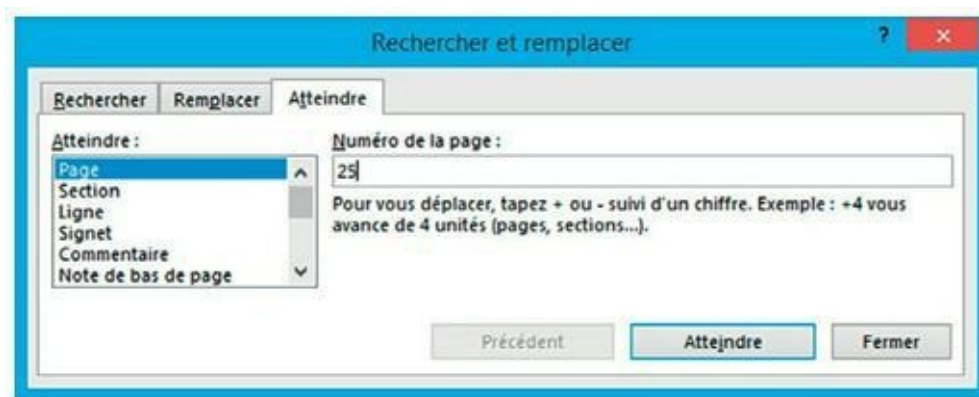 Rechercher et remplacer
? ×
Rechercher Remplacer Atteindre
Atteindre :
Page
Section
Ligne
Signet
Commentaire
Note de bas de page
Numéro de la page :
25
Pour vous déplacer, tapez + ou - suivi d'un chiffre. Exemple : +4 vous
avance de 4 unités (pages, sections...).
Précédent Atteindre Fermer